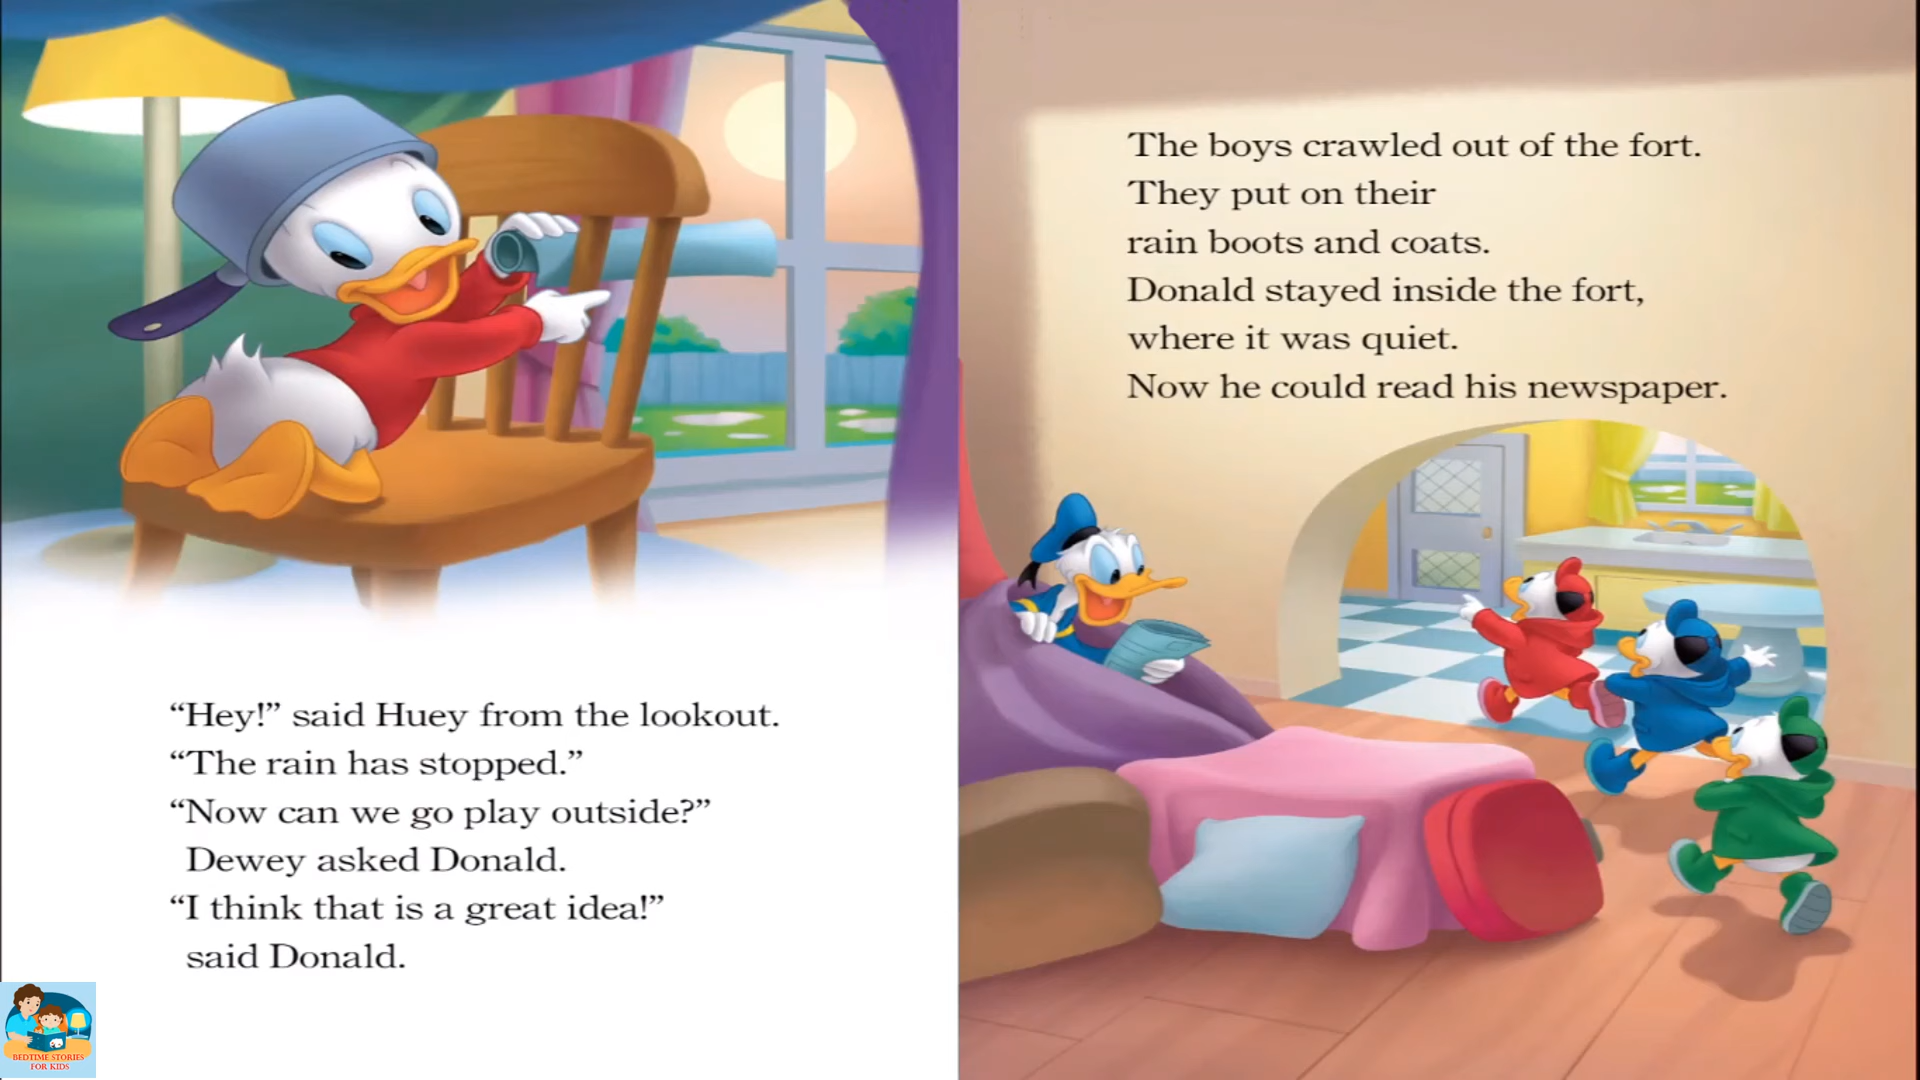 “Hey!” said Huey from the lookout.
“The rain has stopped.”
“Now can we go play outside?”
Dewey asked Donald.
“I think that is a great idea!”
said Donald.
BEDTIME STORIES
FOR KIDS
The boys crawled out of the fort.
They put on their
rain boots and coats.
Donald stayed inside the fort,
where it was quiet.
Now he could read his newspaper.